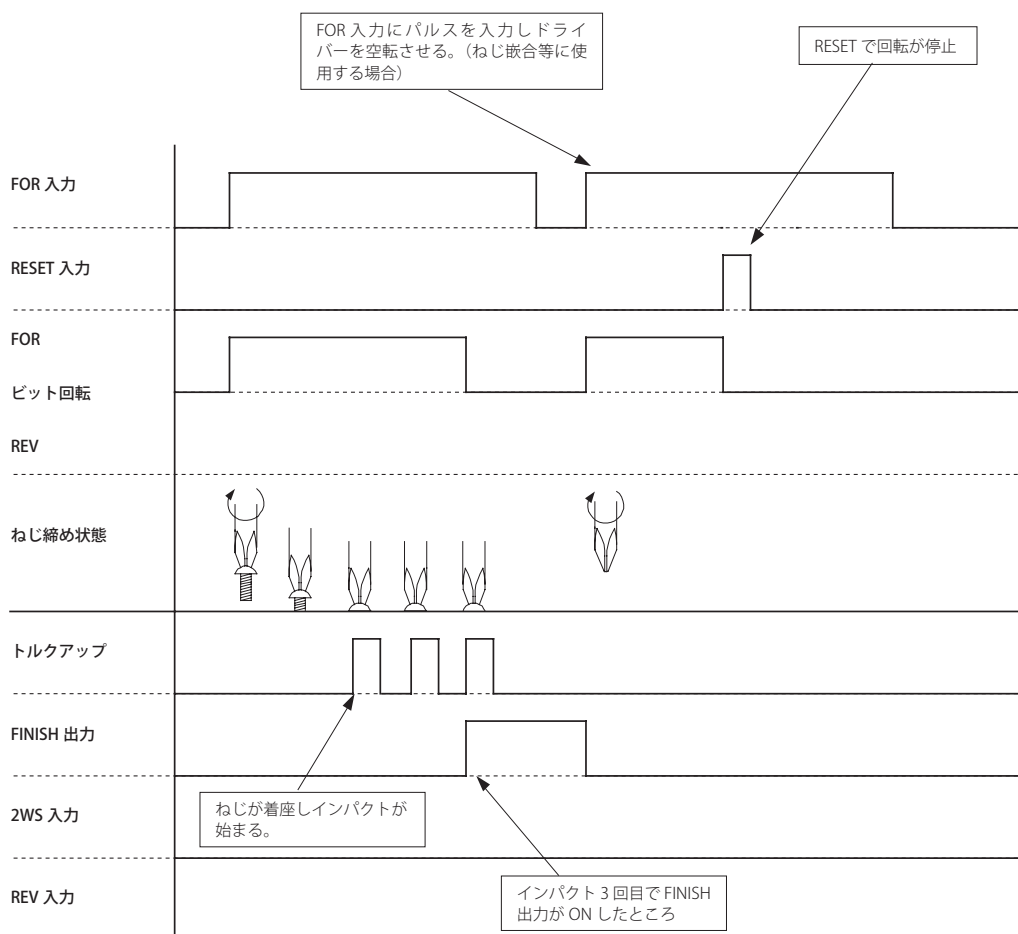 FOR 入力にパルスを入力しドライ
バーを空転させる。（ねじ嵌合等に使
用する場合）
RESET で回転が停止
FOR 入力
RESET 入力
FOR
ビット回転
REV
ねじ締め状態
トルクアップ
FINISH 出力
ねじが着座しインパクトが
始まる。
2WS 入力
インパクト 3 回目で FINISH
出力が ON したところ
REV 入力